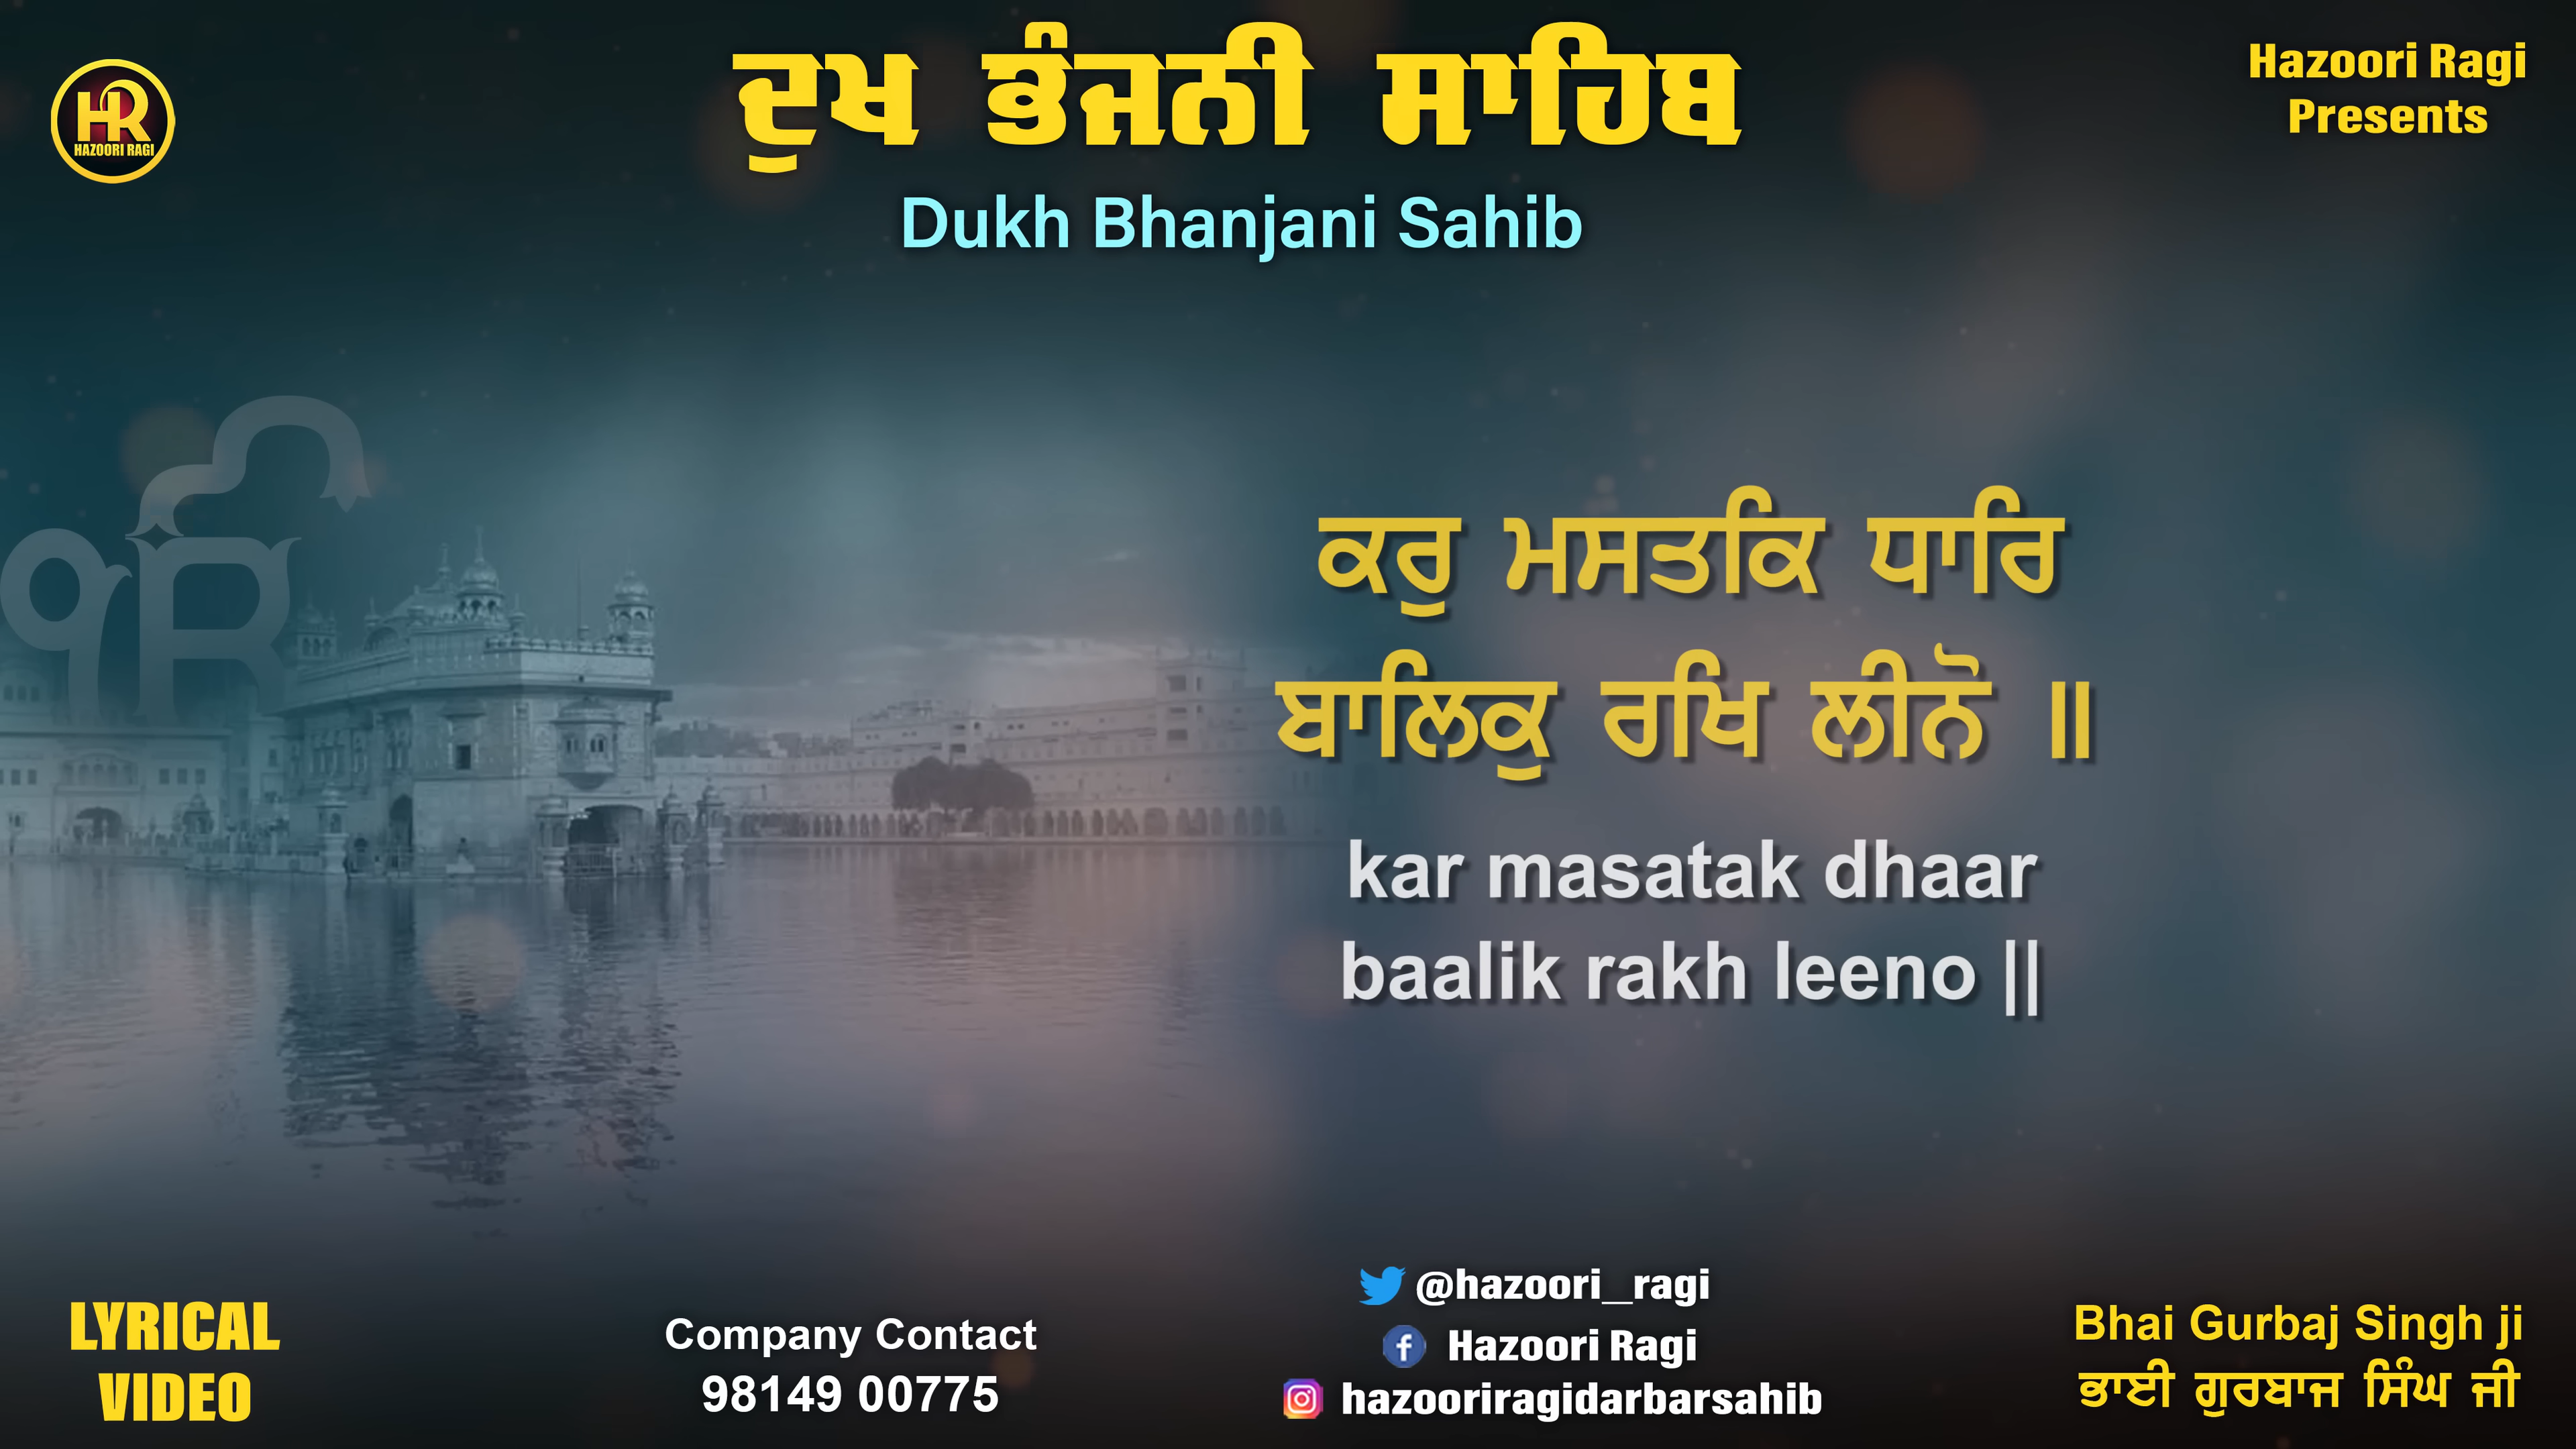 HR
HAZOORI RAGI
ਦੁਖ ਭੰਜਨੀ ਸਾਹਿਬ
Dukh Bhanjani Sahib
Hazoori Ragi
Presents
ੴ
ਕਰੁ ਮਸਤਕਿ ਧਾਰਿ
ਬਾਲਿਕੁ ਰਖਿ ਲੀਨੋ ॥
kar masatak dhaar
baalik rakh leeno ||
LYRICAL
VIDEO
Company Contact
98149 00775
@hazoori_ragi
Hazoori Ragi
hazooriragidarbarsahib
Bhai Gurbaj Singh ji
ਭਾਈ ਗੁਰਬਾਜ ਸਿੰਘ ਜੀ